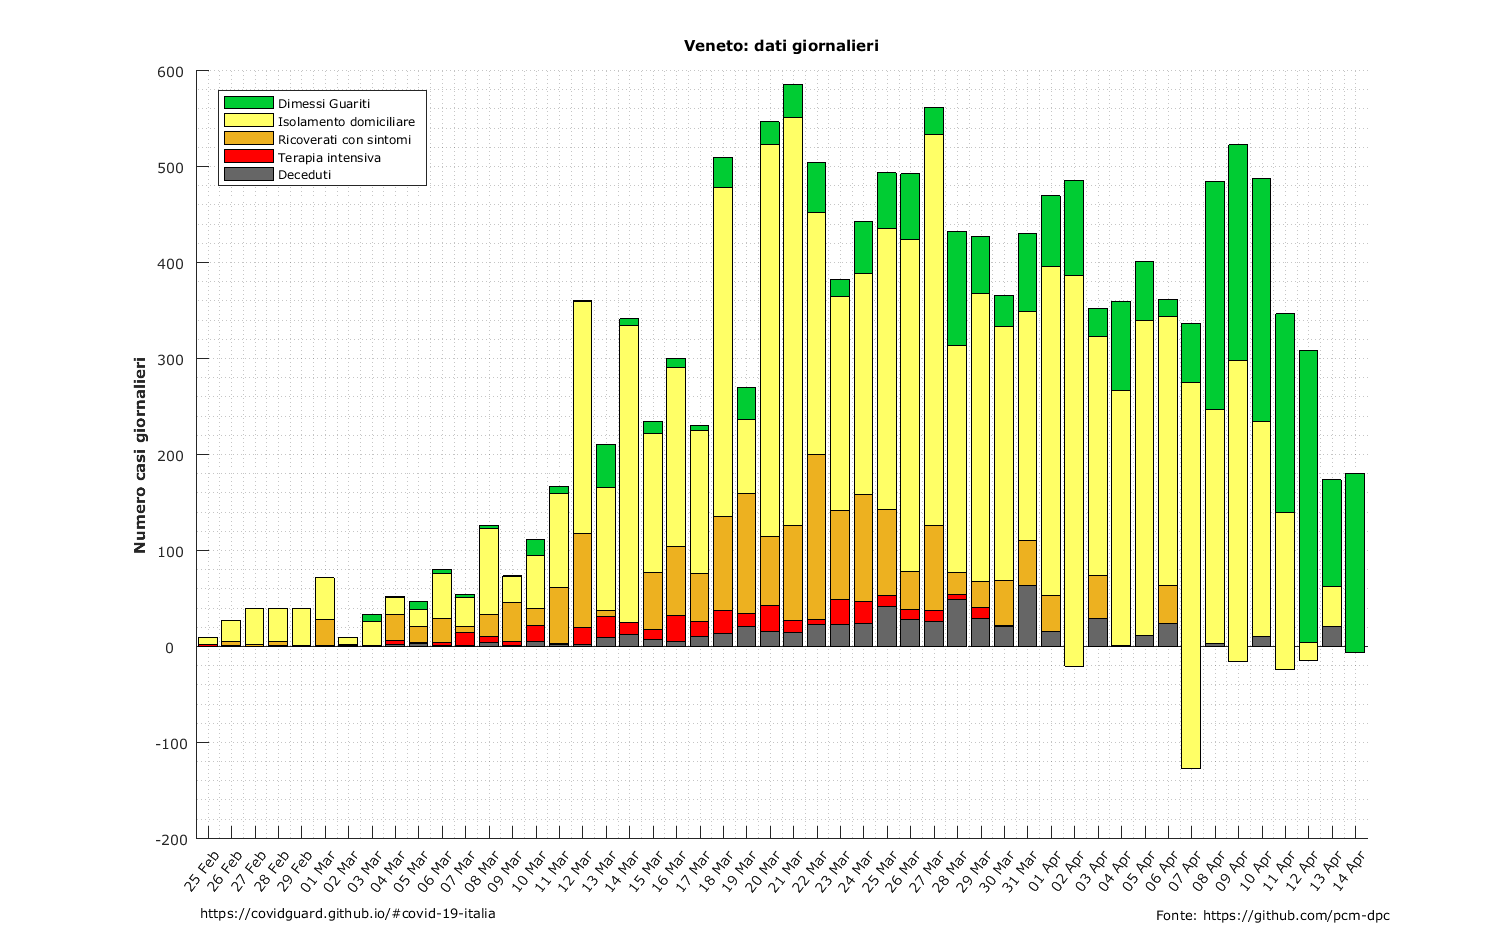 Veneto: dati giornalieri
600
500
400
300
200
100
0
-100
-200
Numero casi giornalieri
Dimessi Guariti
Isolamento domiciliare
Ricoverati con sintomi
Terapia intensiva
Deceduti
25 Feb
26 Feb
27 Feb
28 Feb
29 Feb
01 Mar
02 Mar
03 Mar
04 Mar
05 Mar
06 Mar
07 Mar
08 Mar
09 Mar
10 Mar
11 Mar
12 Mar
13 Mar
14 Mar
15 Mar
16 Mar
17 Mar
18 Mar
19 Mar
20 Mar
21 Mar
22 Mar
23 Mar
24 Mar
25 Mar
26 Mar
27 Mar
28 Mar
29 Mar
30 Mar
31 Mar
01 Apr
02 Apr
03 Apr
04 Apr
05 Apr
06 Apr
07 Apr
08 Apr
09 Apr
10 Apr
11 Apr
12 Apr
13 Apr
14 Apr
https://covidguard.github.io/#covid-19-italia
Fonte: https://github.com/pcm-dpc